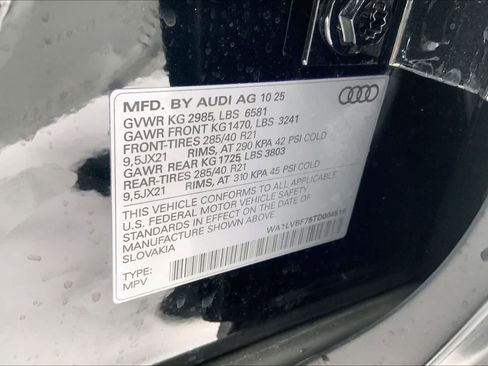 MFD. BY AUDI AG 10 25
GVWR KG 2985, LBS 6581
GAWR FRONT KG1470, LBS 3241
FRONT-TIRES 285/40 R21
9,5JX21 RIMS, AT 290 KPA 42 PSI COLD
GAWR REAR KG1725 LBS 3803
REAR-TIRES 285/40 R21
9,5JX21 RIMS, AT 310 KPA 45 PSI COLD
THIS VEHICLE CONFORMS TO ALL APPLICABLE
U.S. FEDERAL MOTOR VEHICLE SAFETY
STANDARDS IN EFFECT ON THE DATE OF
SLOVAKIA
TYPE:
MPV